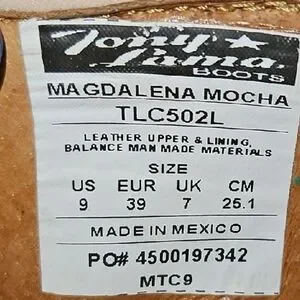 Tony ★ Lama
BOOTS
MAGDALENA MOCHA
TLC502L
LEATHER UPPER & LINING,
BALANCE MAN MADE MATERIALS
SIZE
US EUR UK CM
9 39 7 25.1
MADE IN MEXICO
PO# 4500197342
MTC9